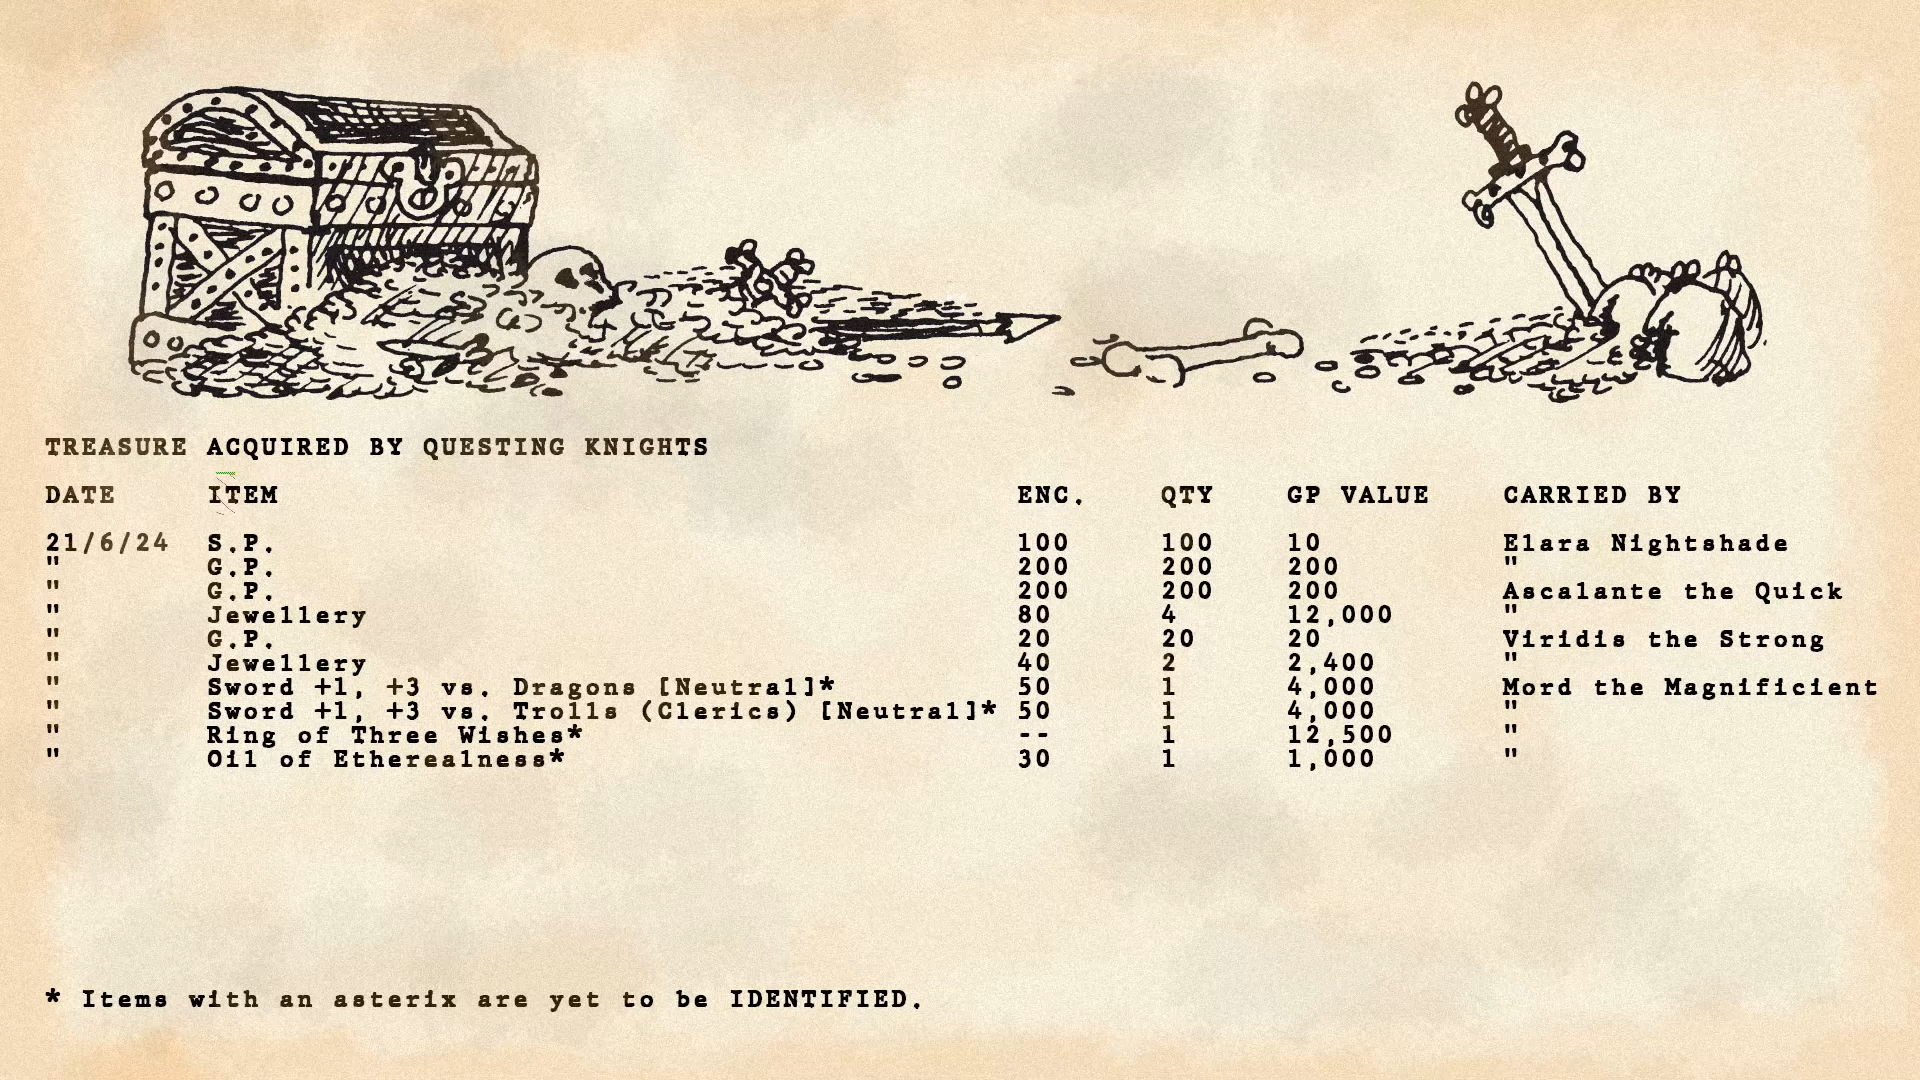 TREASURE ACQUIRED BY QUESTING KNIGHTS
DATE ITEM ENC. QTY GP VALUE CARRIED BY
21/6/24 S.P. 100 100 10 Elara Nightshade
" G.P. 200 200 200 "
" G.P. 200 200 200 Ascalante the Quick
" Jewellery 80 4 12,000 "
" G.P. 20 20 20 Viridis the Strong
" Jewellery 40 2 2,400 "
" Sword +1, +3 vs. Dragons [Neutral]* 50 1 4,000 Mord the Magnificient
" Sword +1, +3 vs. Trolls (Clerics) [Neutral]* 50 1 4,000 "
" Ring of Three Wishes* -- 1 12,500 "
" Oil of Etherealness* 30 1 1,000 "
* Items with an asterix are yet to be IDENTIFIED.